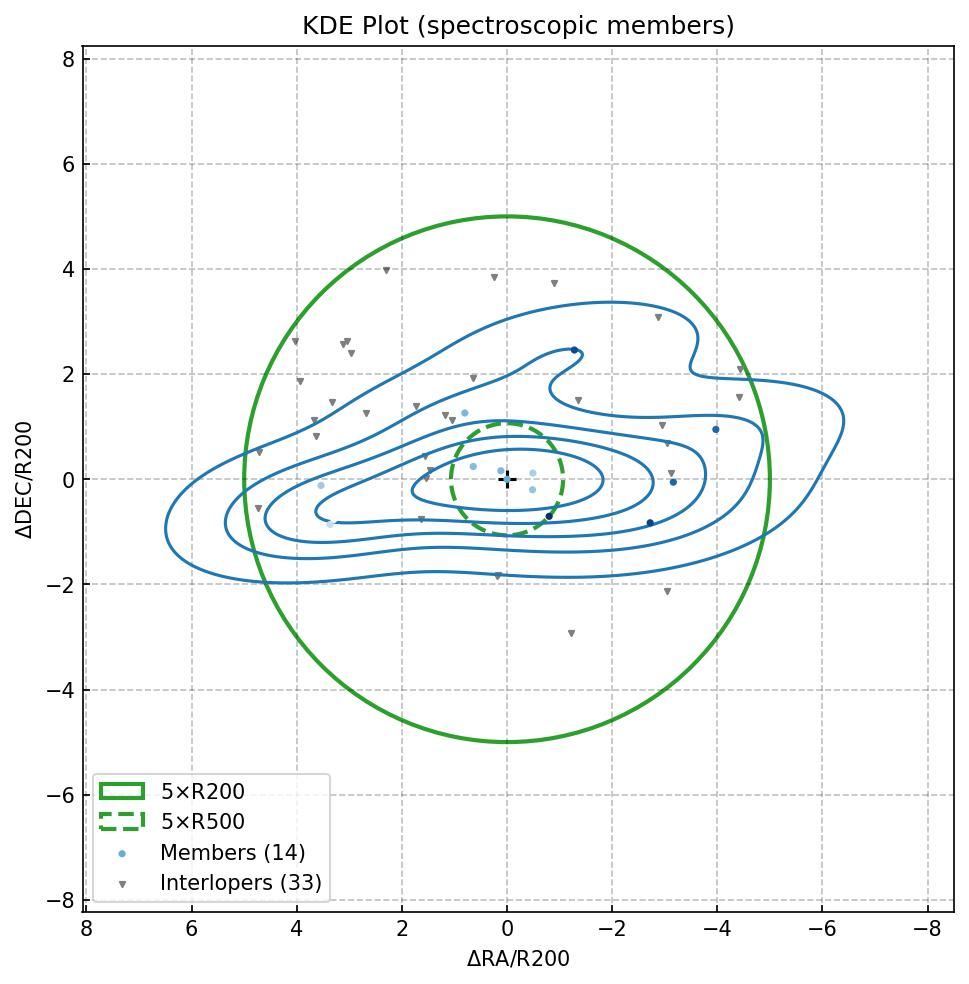 KDE Plot (spectroscopic members)
8
6
4
2
0
−2
−4
−6
−8
ΔDEC/R200
5×R200
5×R500
Members (14)
Interlopers (33)
8
6
4
2
0
−2
−4
−6
−8
ΔRA/R200